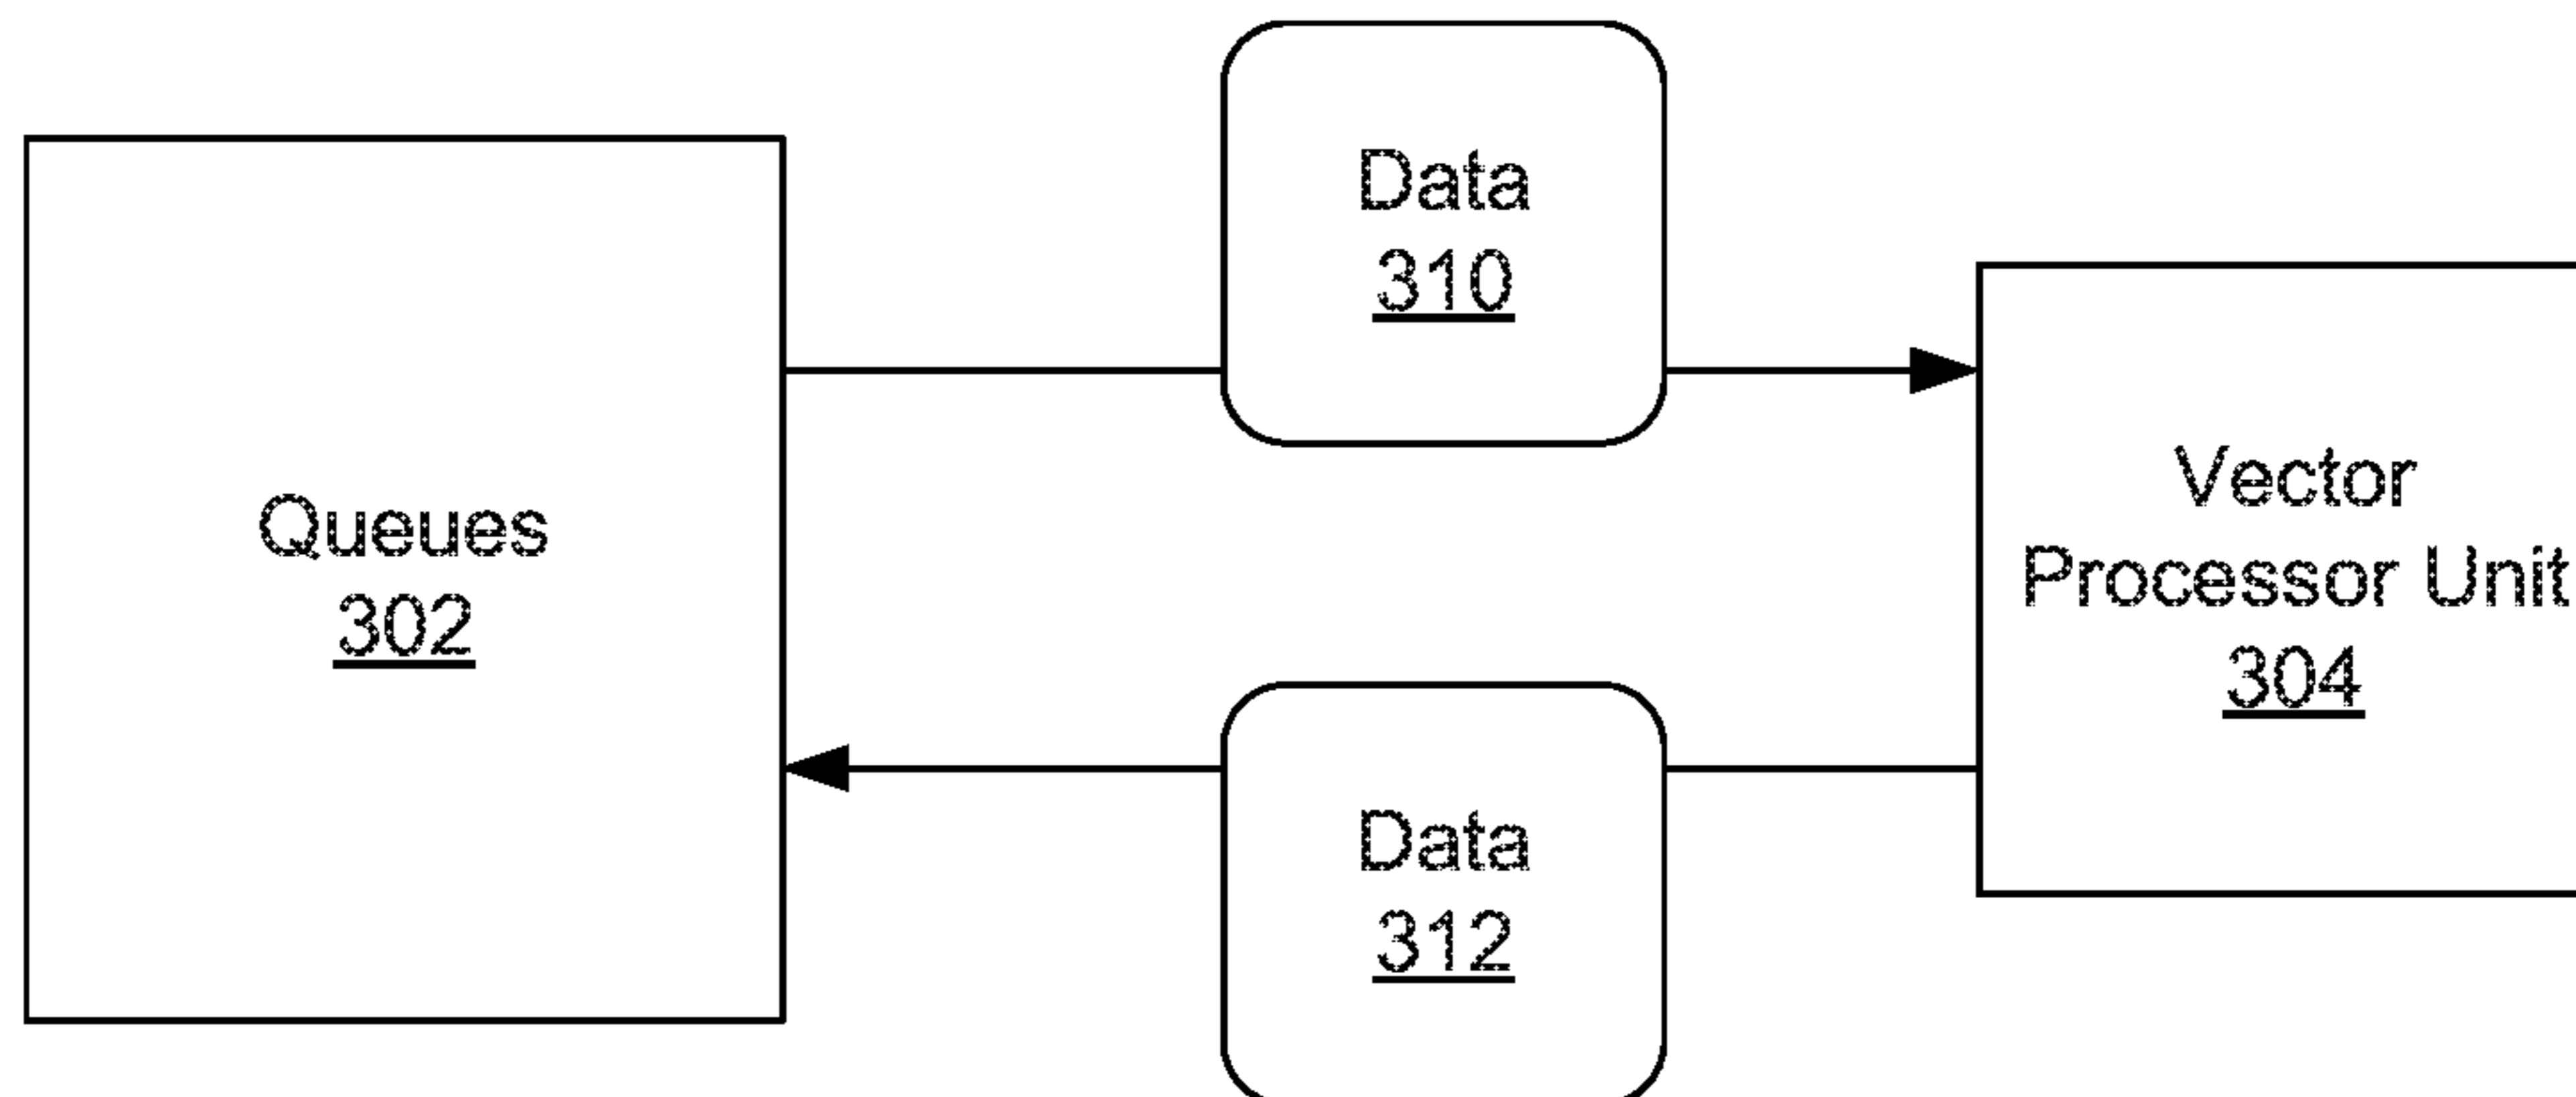 Data
310
Queues
302
Vector
Processor Unit
304
Data
312